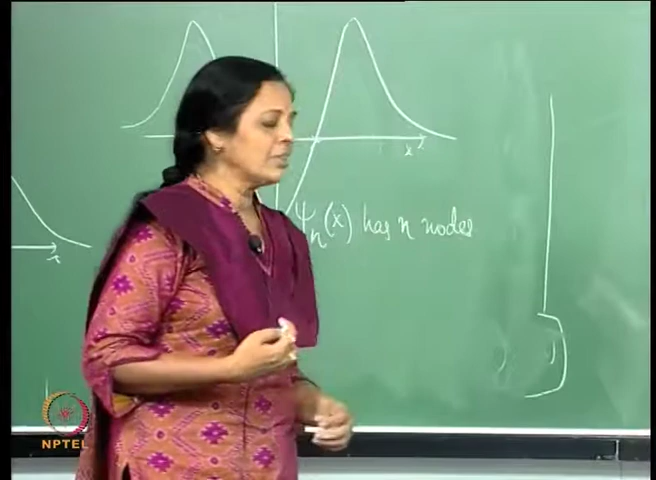 x
x
ψn(x) has n nodes
NPTEL